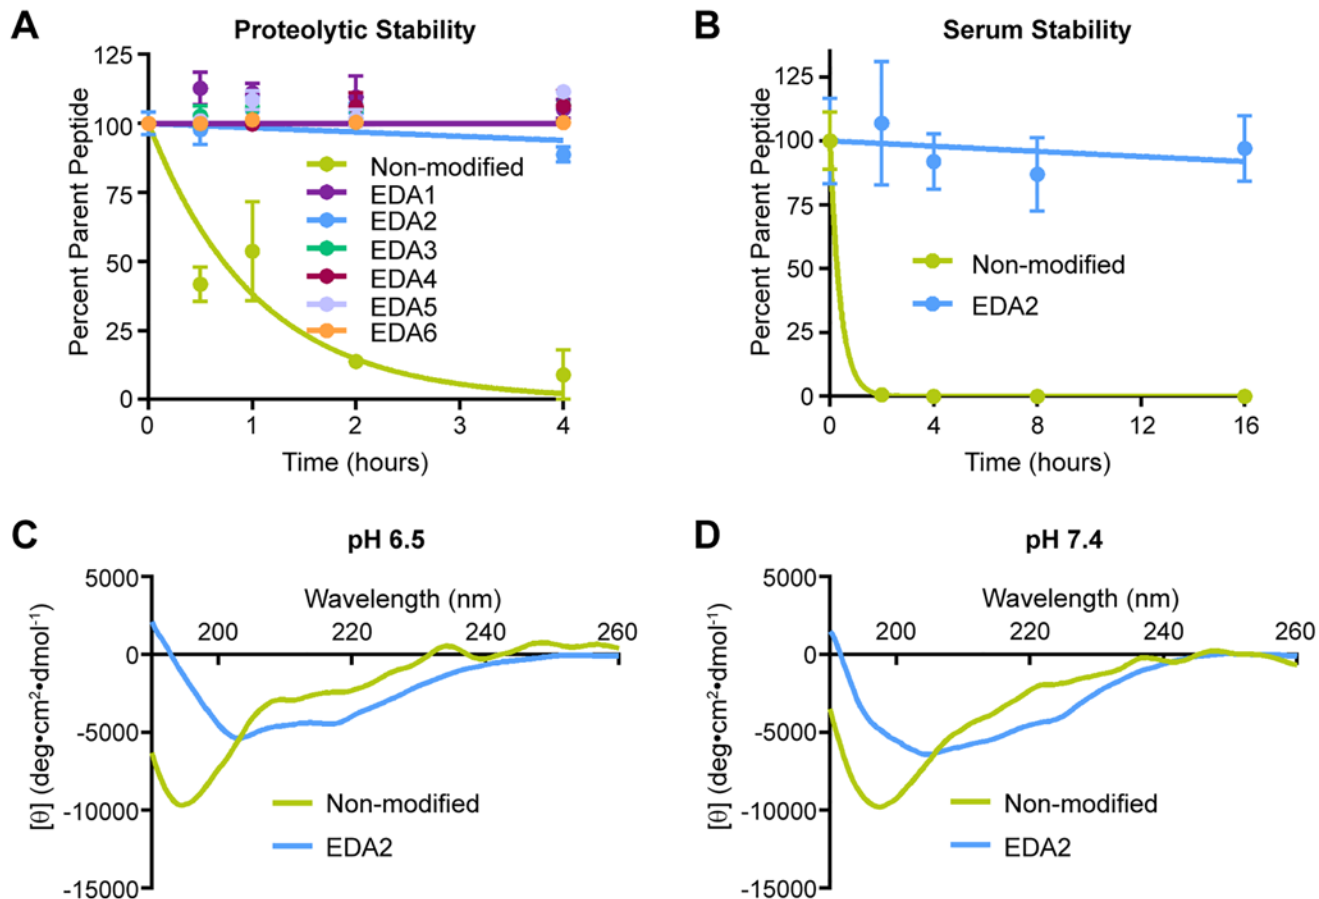 A
Proteolytic Stability
Percent Parent Peptide
125
100
75
50
25
0
Non-modified
EDA1
EDA2
EDA3
EDA4
EDA5
EDA6
0 1 2 3 4
Time (hours)
B
Serum Stability
Percent Parent Peptide
125
100
75
50
25
0
Non-modified
EDA2
0 4 8 12 16
Time (hours)
C
pH 6.5
[θ] (deg•cm²•dmol⁻¹)
5000
0
-5000
-10000
-15000
Wavelength (nm)
200 220 240 260
Non-modified
EDA2
D
pH 7.4
[θ] (deg•cm²•dmol⁻¹)
5000
0
-5000
-10000
-15000
Wavelength (nm)
200 220 240 260
Non-modified
EDA2